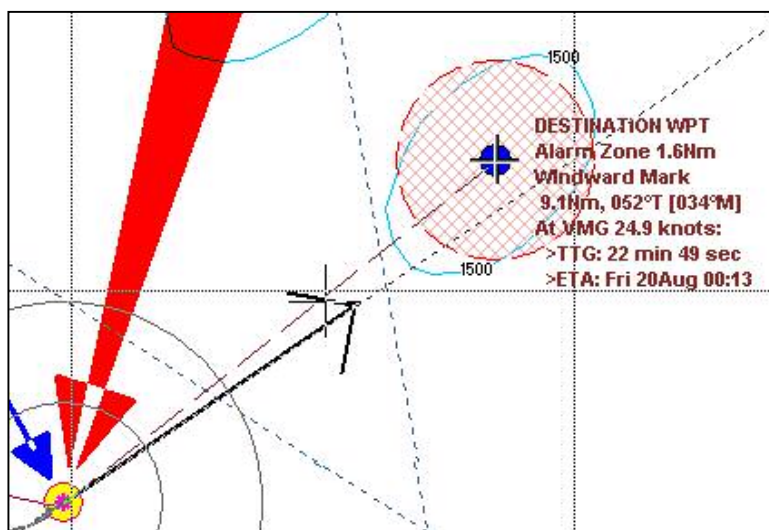 1500
DESTINATION WPT
Alarm Zone 1.6Nm
Windward Mark
9.1Nm, 052°T [034°M]
At VMG 24.9 knots:
>TTG: 22 min 49 sec
1500
>ETA: Fri 20Aug 00:13